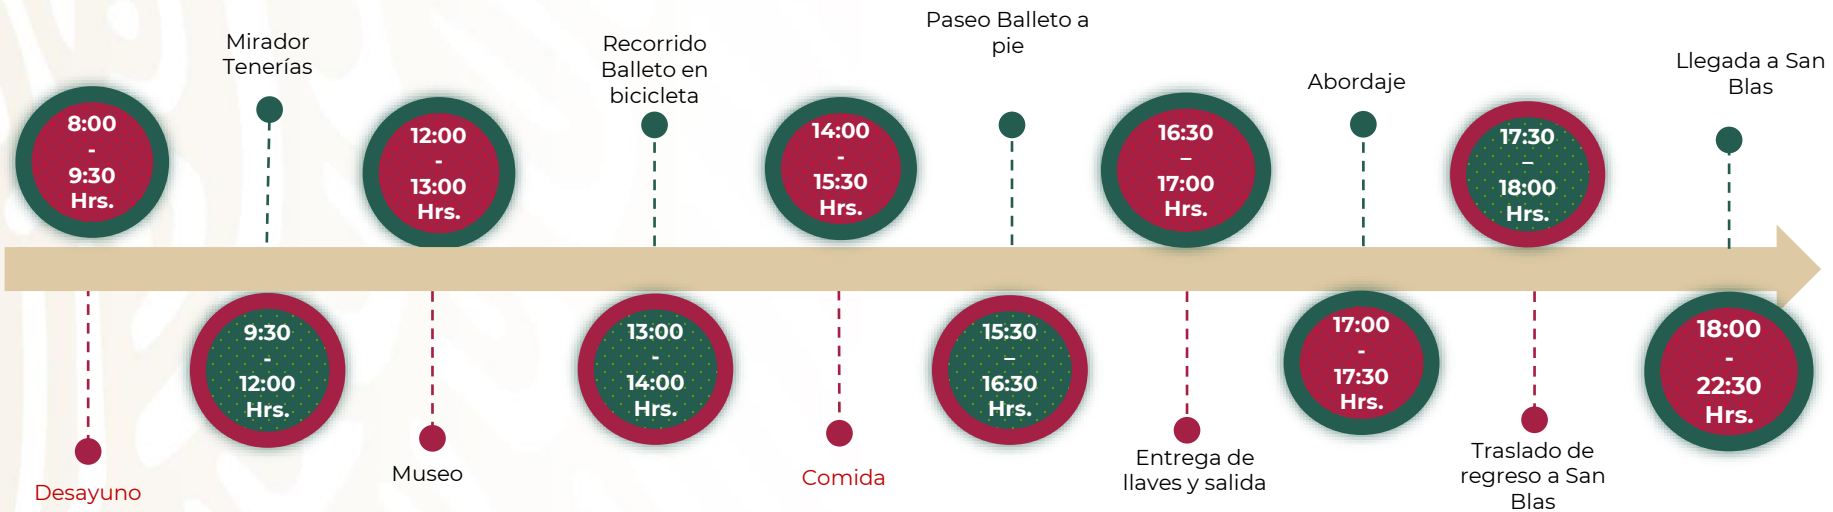 8:00
-
9:30
Hrs.
Desayuno
Mirador
Tenerías
9:30
-
12:00
Hrs.
12:00
-
13:00
Hrs.
Museo
Recorrido
Balleto en
bicicleta
13:00
-
14:00
Hrs.
14:00
-
15:30
Hrs.
Comida
Paseo Balleto a
pie
15:30
–
16:30
Hrs.
16:30
–
17:00
Hrs.
Entrega de
llaves y salida
Abordaje
17:00
-
17:30
Hrs.
17:30
–
18:00
Hrs.
Traslado de
regreso a San
Blas
Llegada a San
Blas
18:00
-
22:30
Hrs.